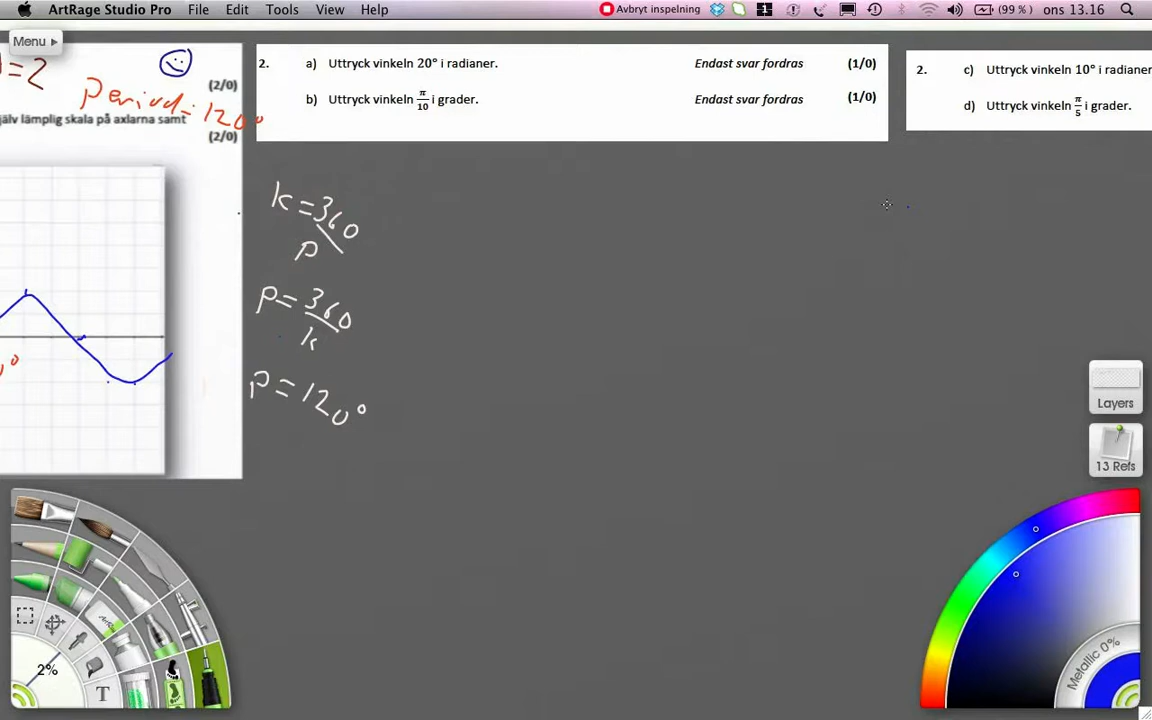 ArtRage Studio Pro File Edit Tools View Help Avbryt inspelning 1 (99 %) ons 13.16
Menu
=2
Period = 120°
(2/0)
jälv lämplig skala på axlarna samt
(2/0)
2. a) Uttryck vinkeln 20° i radianer. Endast svar fordras (1/0)
b) Uttryck vinkeln π/10 i grader. Endast svar fordras (1/0)
2. c) Uttryck vinkeln 10° i radianer
d) Uttryck vinkeln π/5 i grader.
k = 360/p
p = 360/k
p = 120°
Layers
13 Refs
2%
T
Metallic 0%